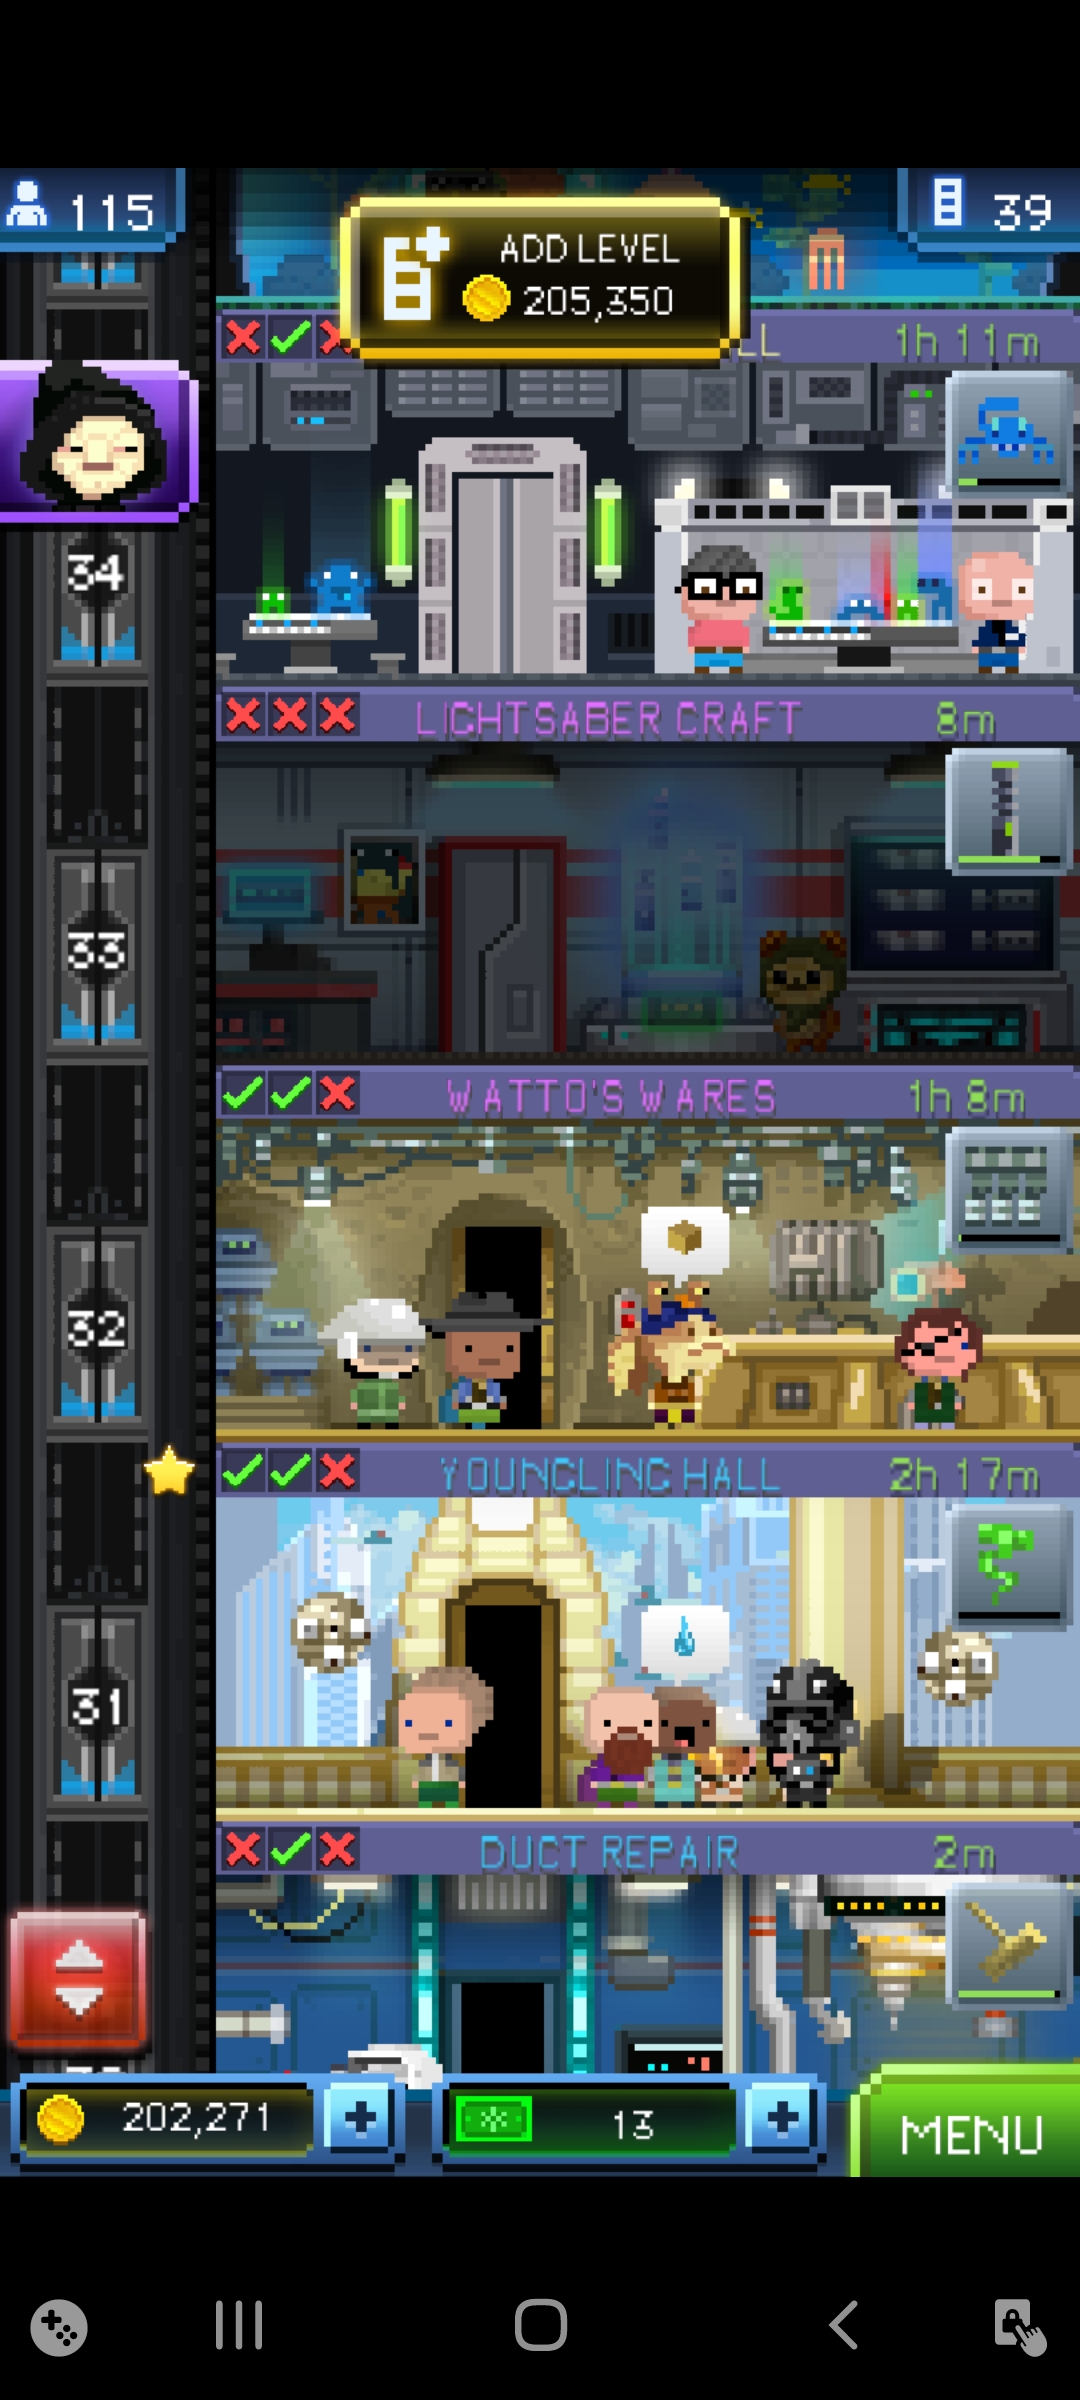 115
39
ADD LEVEL
205,350
LL
1h 11m
34
LIGHTSABER CRAFT
8m
33
WATTO'S WARES
1h 8m
32
YOUNGLING HALL
2h 17m
31
DUCT REPAIR
2m
202,271
13
MENU